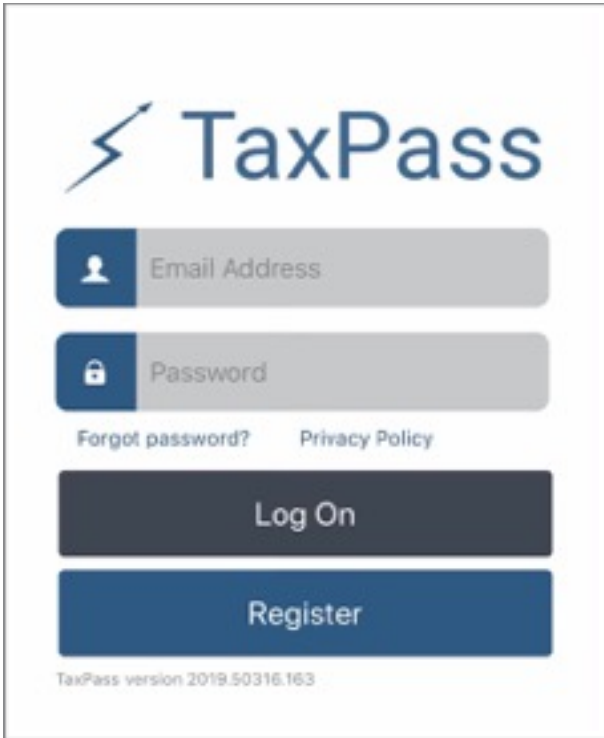 TaxPass
Email Address
Password
Forgot password? Privacy Policy
Log On
Register
TaxPass version 2019.50316.163